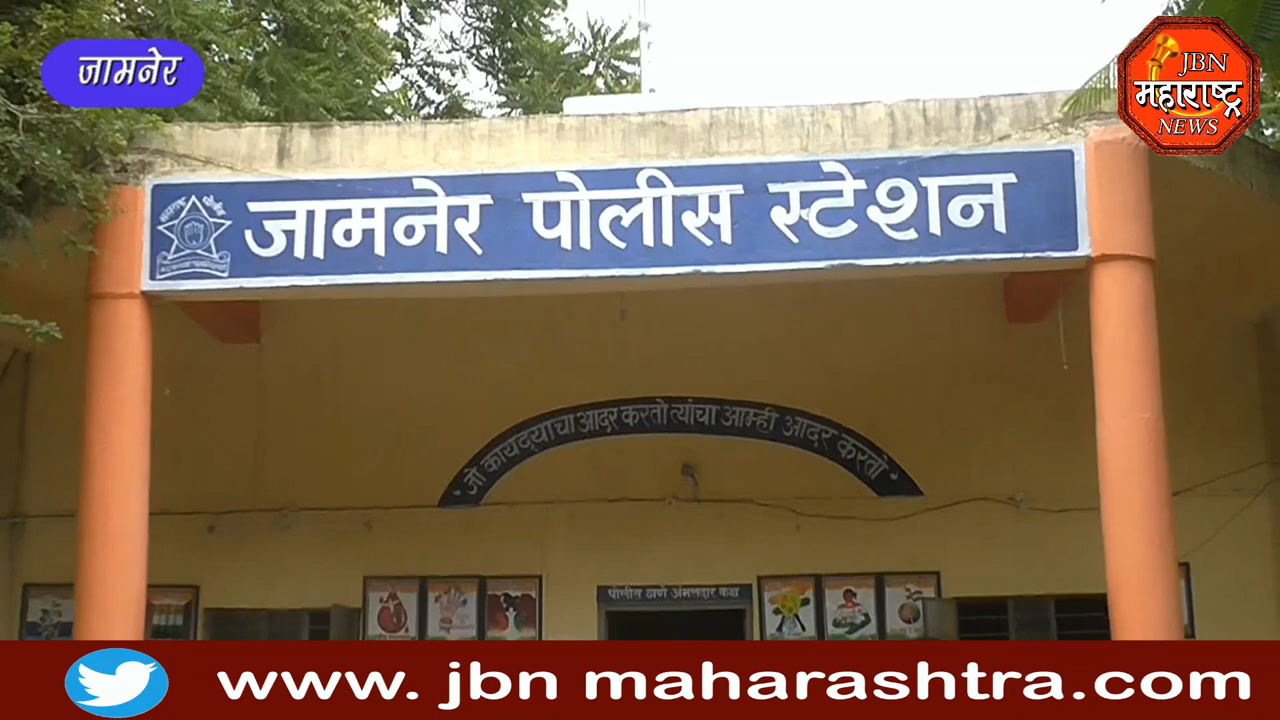 जामनेर
JBN
महाराष्ट्र
NEWS
जामनेर पोलीस स्टेशन
जो कायद्याचा आदर करतो त्यांचा आम्ही आदर करतो
पोलीस ठाणे अंमलदार कक्ष
www. jbn maharashtra.com